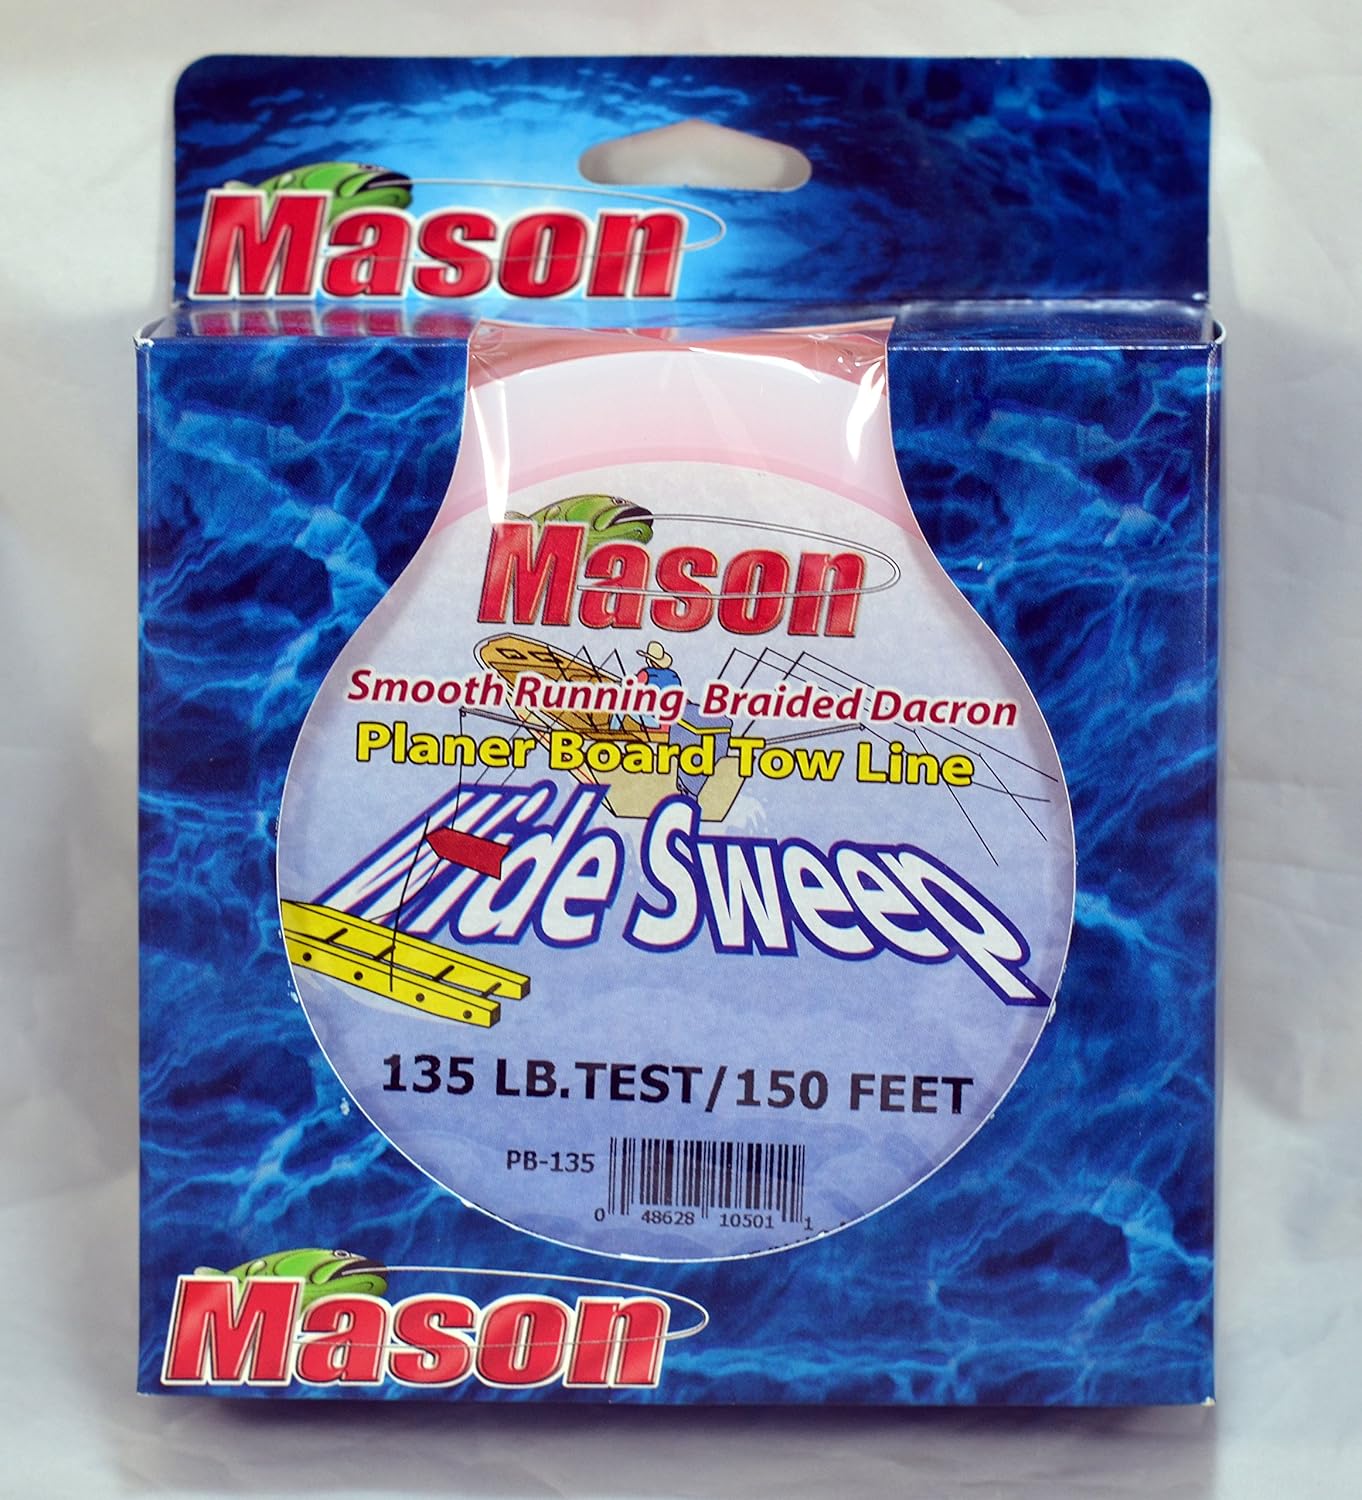 Mason
Mason
Smooth Running Braided Dacron
Planer Board Tow Line
Wide Sweep
135 LB.TEST/150 FEET
PB-135
0 48628 10501 1
Mason